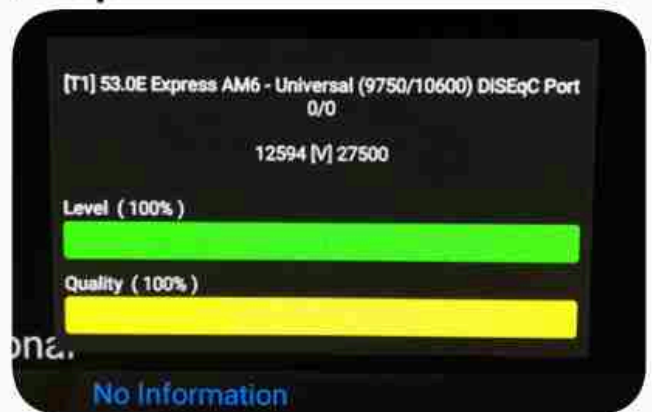 [T1] 53.0E Express AM6 - Universal (9750/10600) DiSEqC Port
0/0
12594 [V] 27500
Level ( 100% )
Quality ( 100% )
onal
No Information